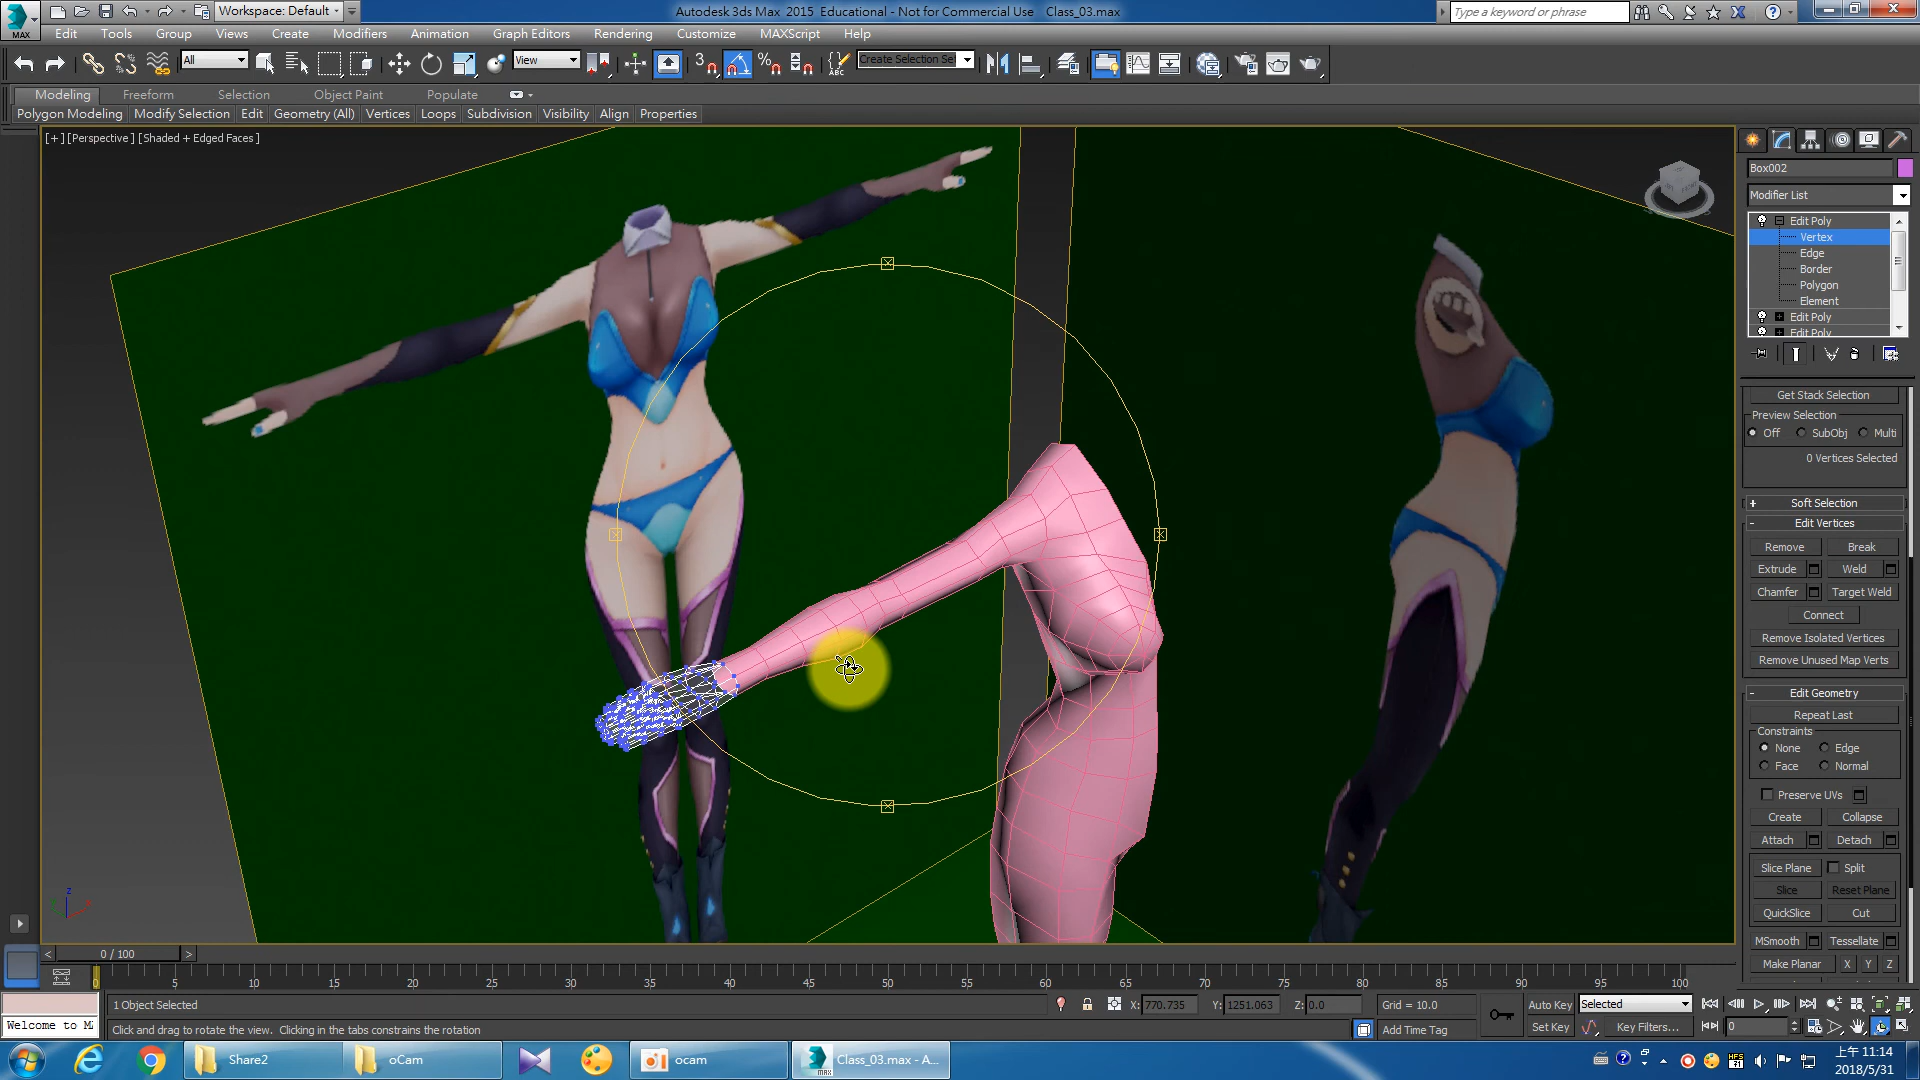 Workspace: Default
Autodesk 3ds Max 2015 Educational - Not for Commercial Use Class_03.max
Type a keyword or phrase
MAX
Edit Tools Group Views Create Modifiers Animation Graph Editors Rendering Customize MAXScript Help
All
View
3
ABC
Create Selection Se
Modeling Freeform Selection Object Paint Populate
Polygon Modeling Modify Selection Edit Geometry (All) Vertices Loops Subdivision Visibility Align Properties
[+] [Perspective] [Shaded + Edged Faces]
Box002
Modifier List
Edit Poly
Vertex
Edge
Border
Polygon
Element
Edit Poly
Edit Poly
Get Stack Selection
Preview Selection
Off SubObj Multi
0 Vertices Selected
+ Soft Selection
- Edit Vertices
Remove Break
Extrude Weld
Chamfer Target Weld
Connect
Remove Isolated Vertices
Remove Unused Map Verts
- Edit Geometry
Repeat Last
Constraints
None Edge
Face Normal
Preserve UVs
Create Collapse
Attach Detach
Slice Plane Split
Slice Reset Plane
QuickSlice Cut
MSmooth Tessellate
Make Planar X Y Z
z
< 0 / 100 >
0 5 10 15 20 25 30 35 40 45 50 55 60 65 70 75 80 85 90 95 100
1 Object Selected
X: 770.735 Y: 1251.063 Z: 0.0 Grid = 10.0
Auto Key Selected
Welcome to M
Click and drag to rotate the view. Clicking in the tabs constrains the rotation
Add Time Tag
Set Key Key Filters... 0
Share2 oCam ocam Class_03.max - A...
上午 11:14
2018/5/31